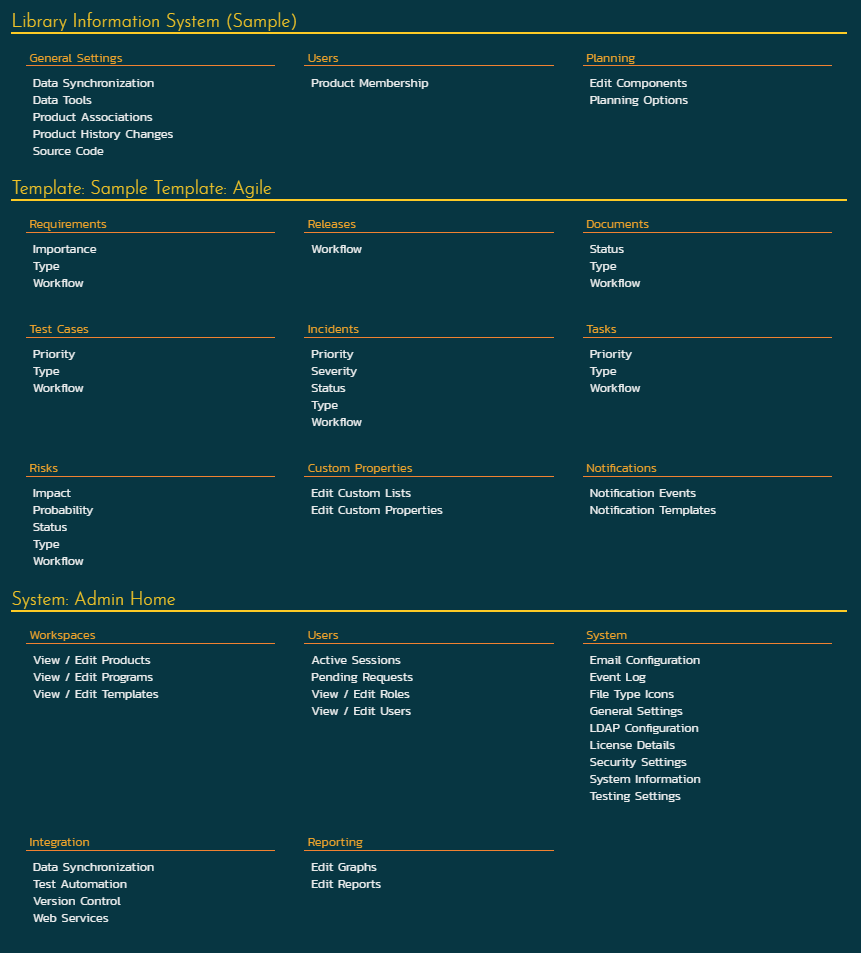 Library Information System (Sample)
General Settings
Data Synchronization
Data Tools
Product Associations
Product History Changes
Source Code
Users
Product Membership
Planning
Edit Components
Planning Options
Template: Sample Template: Agile
Requirements
Importance
Type
Workflow
Releases
Workflow
Documents
Status
Type
Workflow
Test Cases
Priority
Type
Workflow
Incidents
Priority
Severity
Status
Type
Workflow
Tasks
Priority
Type
Workflow
Risks
Impact
Probability
Status
Type
Workflow
Custom Properties
Edit Custom Lists
Edit Custom Properties
Notifications
Notification Events
Notification Templates
System: Admin Home
Workspaces
View / Edit Products
View / Edit Programs
View / Edit Templates
Users
Active Sessions
Pending Requests
View / Edit Roles
View / Edit Users
System
Email Configuration
Event Log
File Type Icons
General Settings
LDAP Configuration
License Details
Security Settings
System Information
Testing Settings
Integration
Data Synchronization
Test Automation
Version Control
Web Services
Reporting
Edit Graphs
Edit Reports